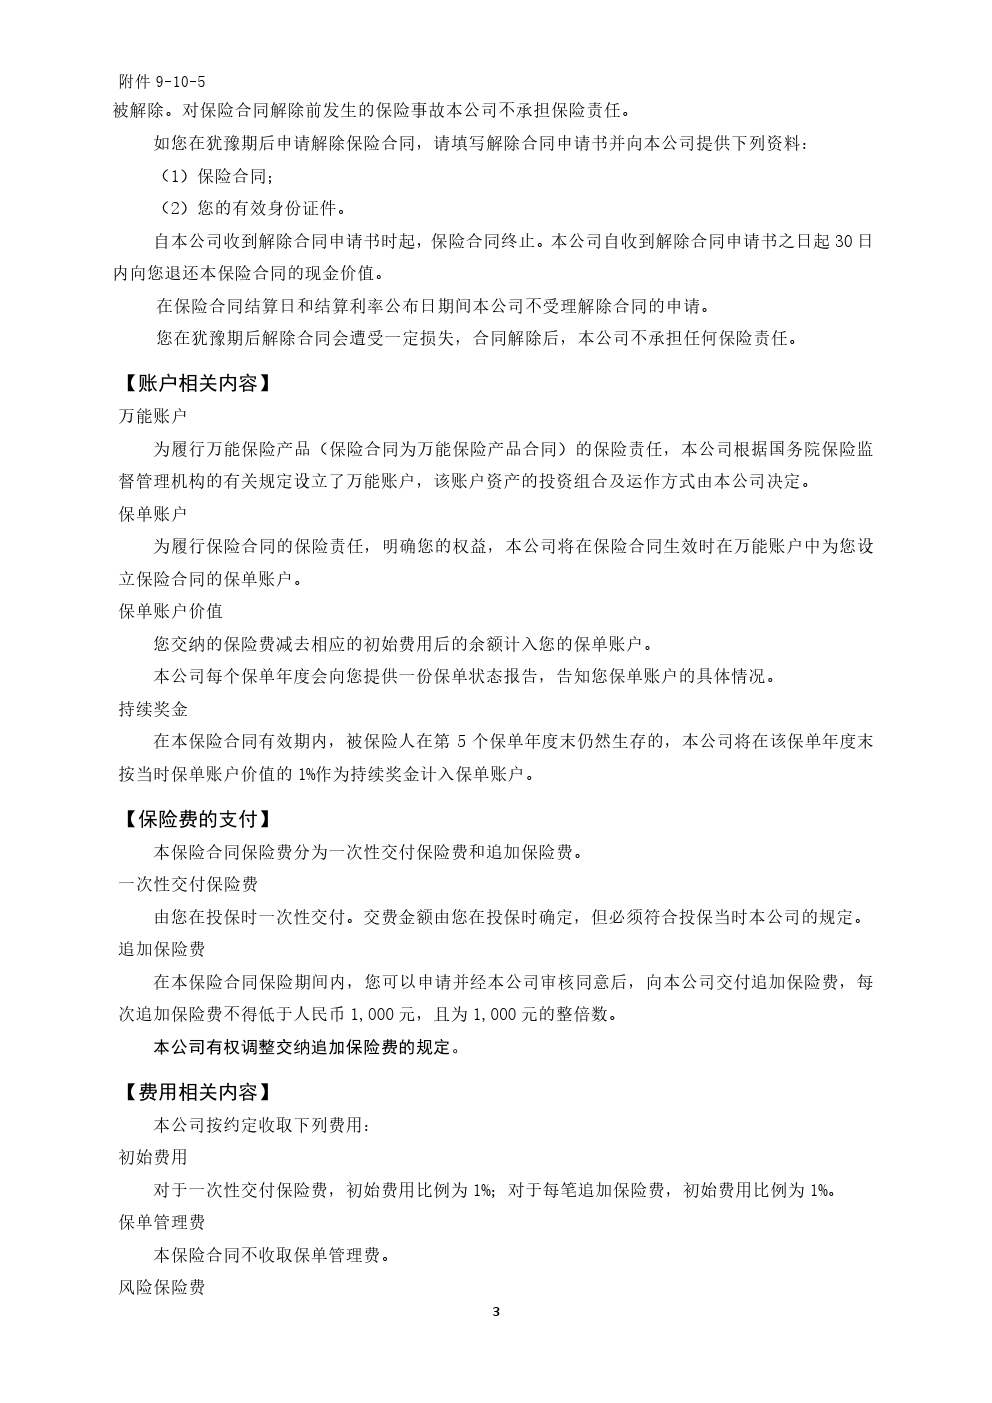 附件 9-10-5
被解除。对保险合同解除前发生的保险事故本公司不承担保险责任。
如您在犹豫期后申请解除保险合同，请填写解除合同申请书并向本公司提供下列资料：
（1）保险合同；
（2）您的有效身份证件。
自本公司收到解除合同申请书时起，保险合同终止。本公司自收到解除合同申请书之日起 30 日
内向您退还本保险合同的现金价值。
在保险合同结算日和结算利率公布日期间本公司不受理解除合同的申请。
您在犹豫期后解除合同会遭受一定损失，合同解除后，本公司不承担任何保险责任。
【账户相关内容】
万能账户
为履行万能保险产品（保险合同为万能保险产品合同）的保险责任，本公司根据国务院保险监
督管理机构的有关规定设立了万能账户，该账户资产的投资组合及运作方式由本公司决定。
保单账户
为履行保险合同的保险责任，明确您的权益，本公司将在保险合同生效时在万能账户中为您设
立保险合同的保单账户。
保单账户价值
您交纳的保险费减去相应的初始费用后的余额计入您的保单账户。
本公司每个保单年度会向您提供一份保单状态报告，告知您保单账户的具体情况。
持续奖金
在本保险合同有效期内，被保险人在第 5 个保单年度末仍然生存的，本公司将在该保单年度末
按当时保单账户价值的 1%作为持续奖金计入保单账户。
【保险费的支付】
本保险合同保险费分为一次性交付保险费和追加保险费。
一次性交付保险费
由您在投保时一次性交付。交费金额由您在投保时确定，但必须符合投保当时本公司的规定。
追加保险费
在本保险合同保险期间内，您可以申请并经本公司审核同意后，向本公司交付追加保险费，每
次追加保险费不得低于人民币 1,000 元，且为 1,000 元的整倍数。
本公司有权调整交纳追加保险费的规定。
【费用相关内容】
本公司按约定收取下列费用：
初始费用
对于一次性交付保险费，初始费用比例为 1%；对于每笔追加保险费，初始费用比例为 1%。
保单管理费
本保险合同不收取保单管理费。
风险保险费
3